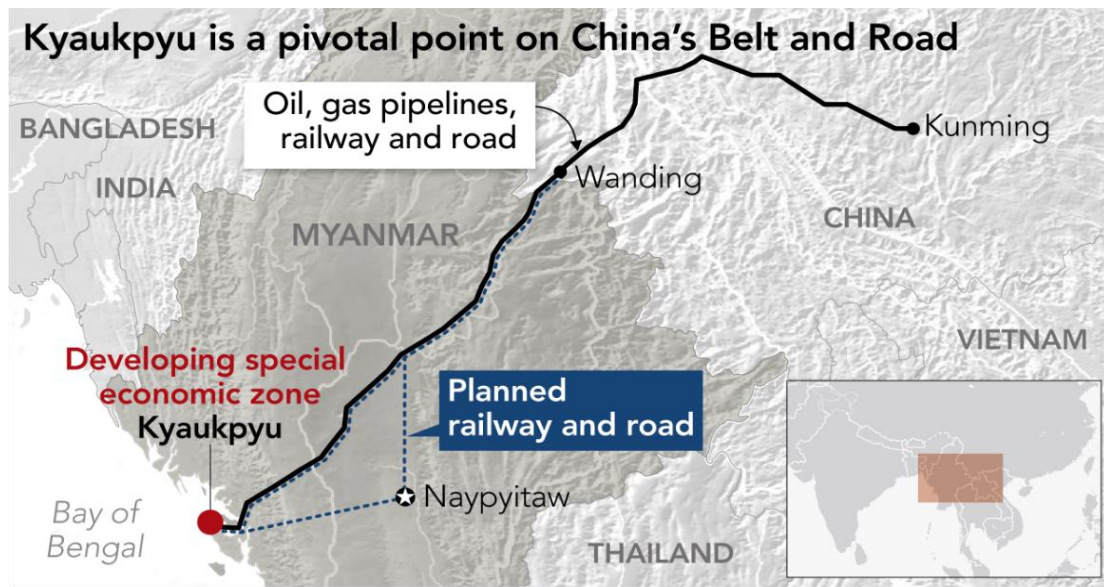 Kyaukpyu is a pivotal point on China's Belt and Road
Oil, gas pipelines,
railway and road
BANGLADESH
INDIA
MYANMAR
Wanding
Kunming
CHINA
VIETNAM
Developing special
economic zone
Kyaukpyu
Planned
railway and road
Naypyitaw
Bay of
Bengal
THAILAND